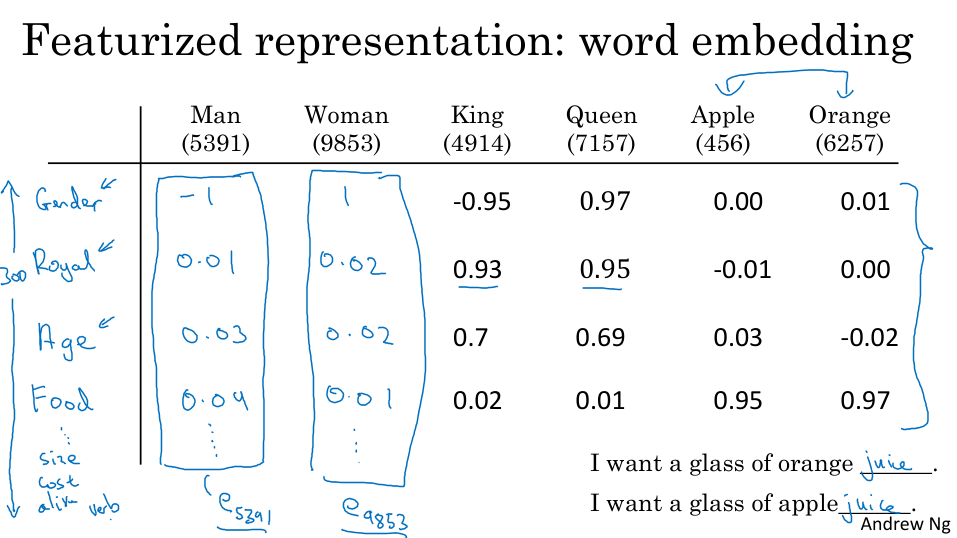 Featurized representation: word embedding
Man Woman King Queen Apple Orange
(5391) (9853) (4914) (7157) (456) (6257)
Gender -1 1 -0.95 0.97 0.00 0.01
300 Royal 0.01 0.02 0.93 0.95 -0.01 0.00
Age 0.03 0.02 0.7 0.69 0.03 -0.02
Food 0.09 0.01 0.02 0.01 0.95 0.97
size
cost
alive verb
e5391 e9853
I want a glass of orange juice.
I want a glass of apple juice.
Andrew Ng